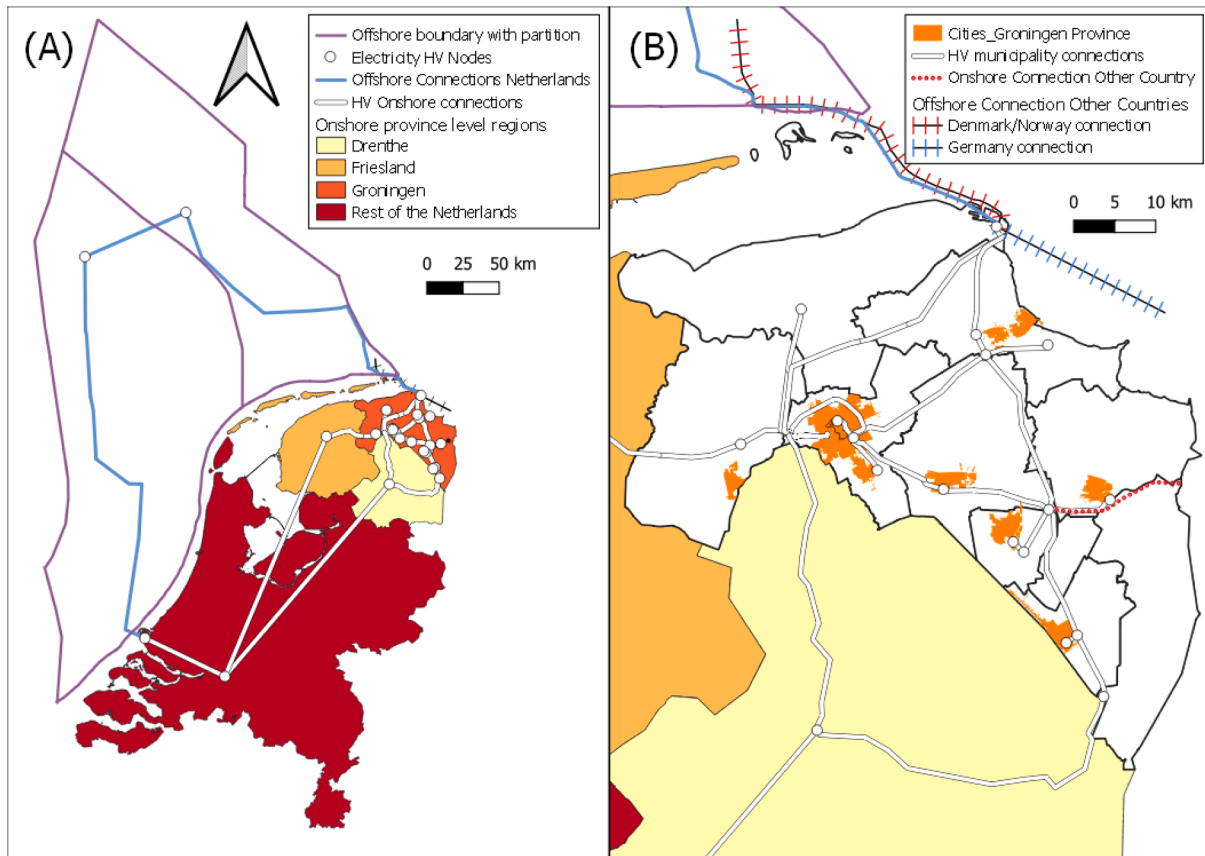 (A)
Offshore boundary with partition
Electricity HV Nodes
Offshore Connections Netherlands
HV Onshore connections
Onshore province level regions
Drenthe
Friesland
Groningen
Rest of the Netherlands
0 25 50 km
(B)
Cities_Groningen Province
HV municipality connections
Onshore Connection Other Country
Offshore Connection Other Countries
Denmark/Norway connection
Germany connection
0 5 10 km